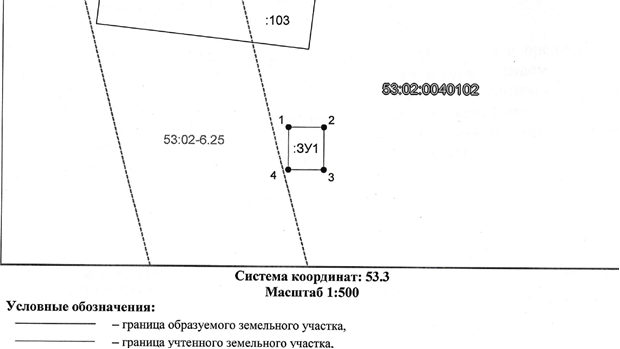 :103
53:02:0040102
1 2
53:02-6.25
:ЗУ1
4 3
Система координат: 53.3
Масштаб 1:500
Условные обозначения:
– граница образуемого земельного участка,
– граница учтенного земельного участка,